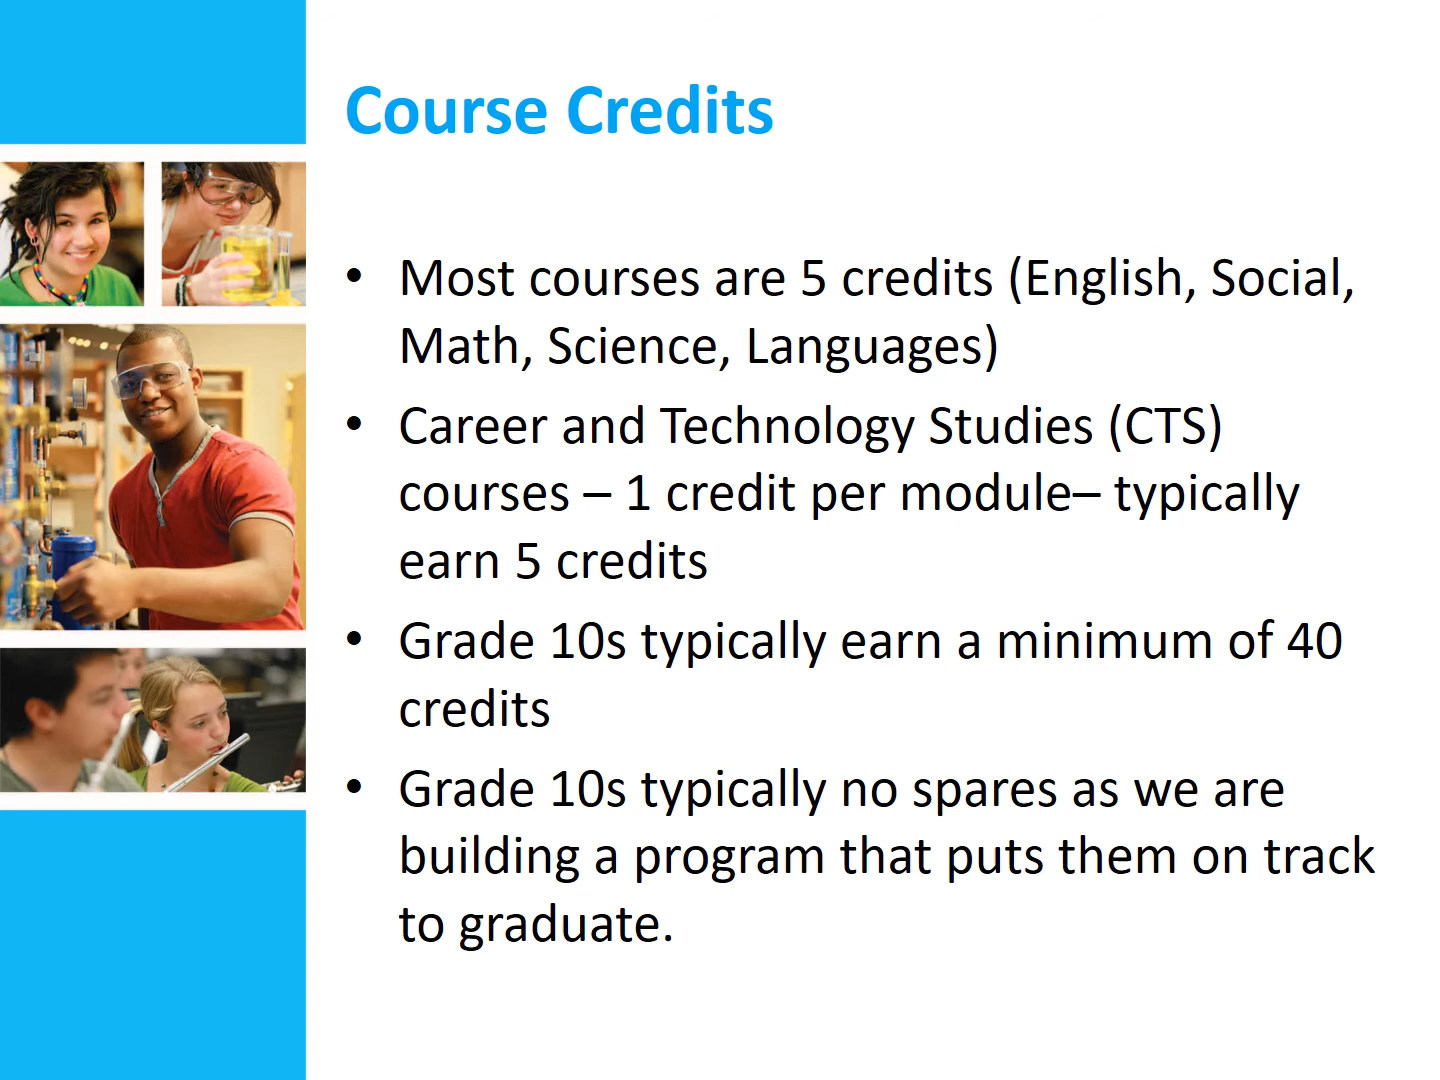 Course Credits
• Most courses are 5 credits (English, Social,
Math, Science, Languages)
• Career and Technology Studies (CTS)
courses – 1 credit per module– typically
earn 5 credits
• Grade 10s typically earn a minimum of 40
credits
• Grade 10s typically no spares as we are
building a program that puts them on track
to graduate.